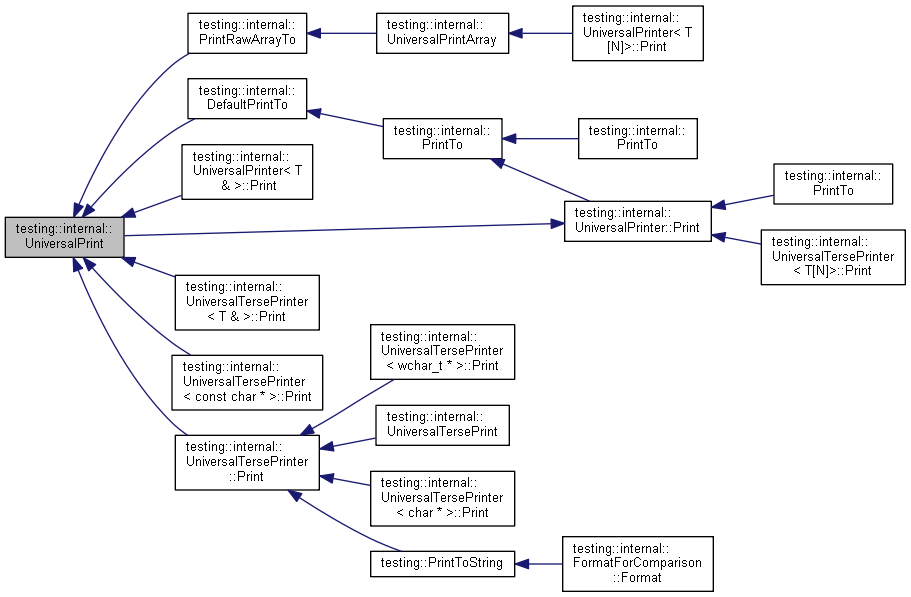 testing::internal::
PrintRawArrayTo
testing::internal::
UniversalPrintArray
testing::internal::
UniversalPrinter< T
[N]>::Print
testing::internal::
DefaultPrintTo
testing::internal::
PrintTo
testing::internal::
PrintTo
testing::internal::
UniversalPrinter< T
& >::Print
testing::internal::
PrintTo
testing::internal::
UniversalPrint
testing::internal::
UniversalPrinter::Print
testing::internal::
UniversalTersePrinter
< T[N]>::Print
testing::internal::
UniversalTersePrinter
< T & >::Print
testing::internal::
UniversalTersePrinter
< wchar_t * >::Print
testing::internal::
UniversalTersePrinter
< const char * >::Print
testing::internal::
UniversalTersePrint
testing::internal::
UniversalTersePrinter
::Print
testing::internal::
UniversalTersePrinter
< char * >::Print
testing::PrintToString
testing::internal::
FormatForComparison
::Format